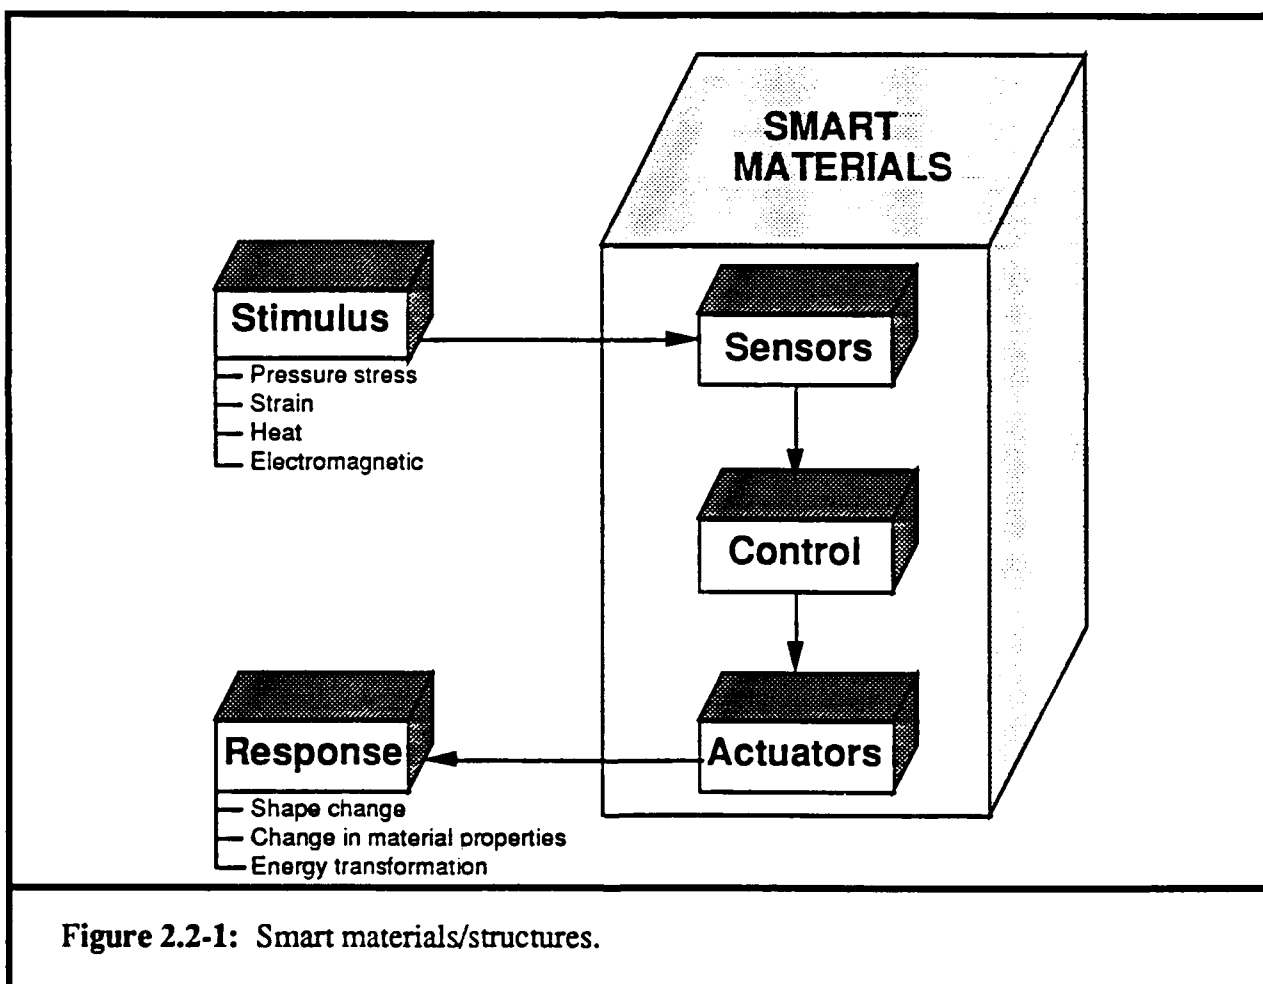 SMART
MATERIALS
Stimulus
Pressure stress
Strain
Heat
Electromagnetic
Sensors
Control
Actuators
Response
Shape change
Change in material properties
Energy transformation
Figure 2.2-1: Smart materials/structures.